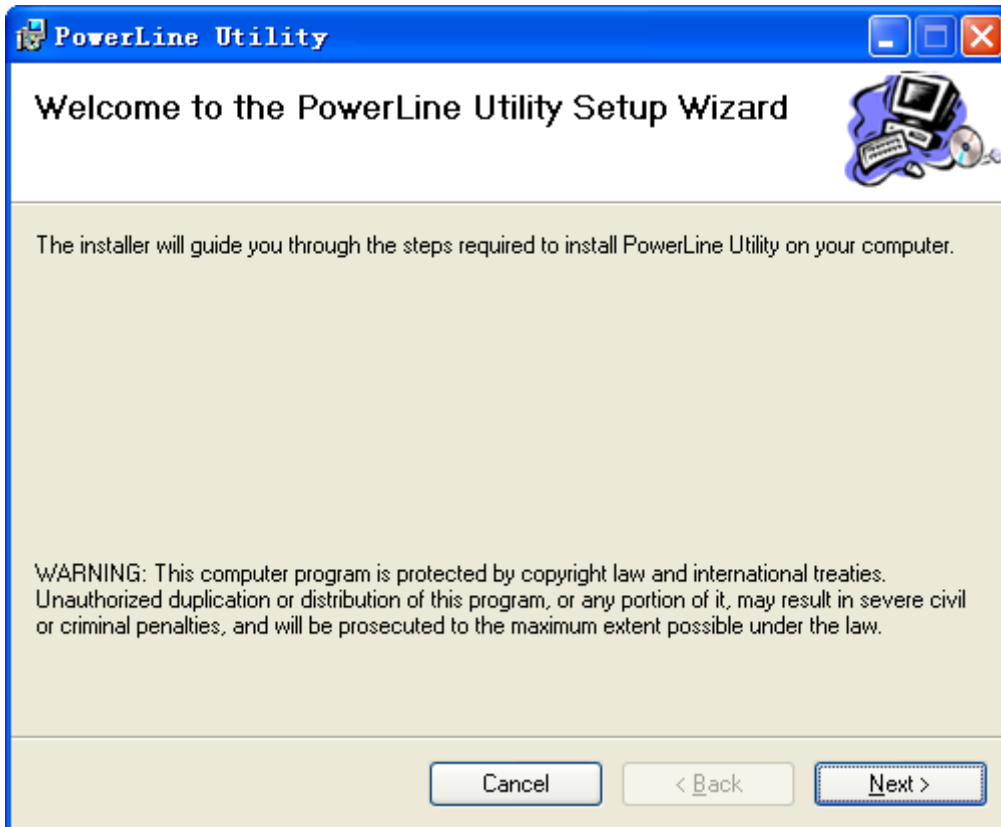 PowerLine Utility
Welcome to the PowerLine Utility Setup Wizard
The installer will guide you through the steps required to install PowerLine Utility on your computer.
WARNING: This computer program is protected by copyright law and international treaties.
Unauthorized duplication or distribution of this program, or any portion of it, may result in severe civil
or criminal penalties, and will be prosecuted to the maximum extent possible under the law.
Cancel < Back Next >